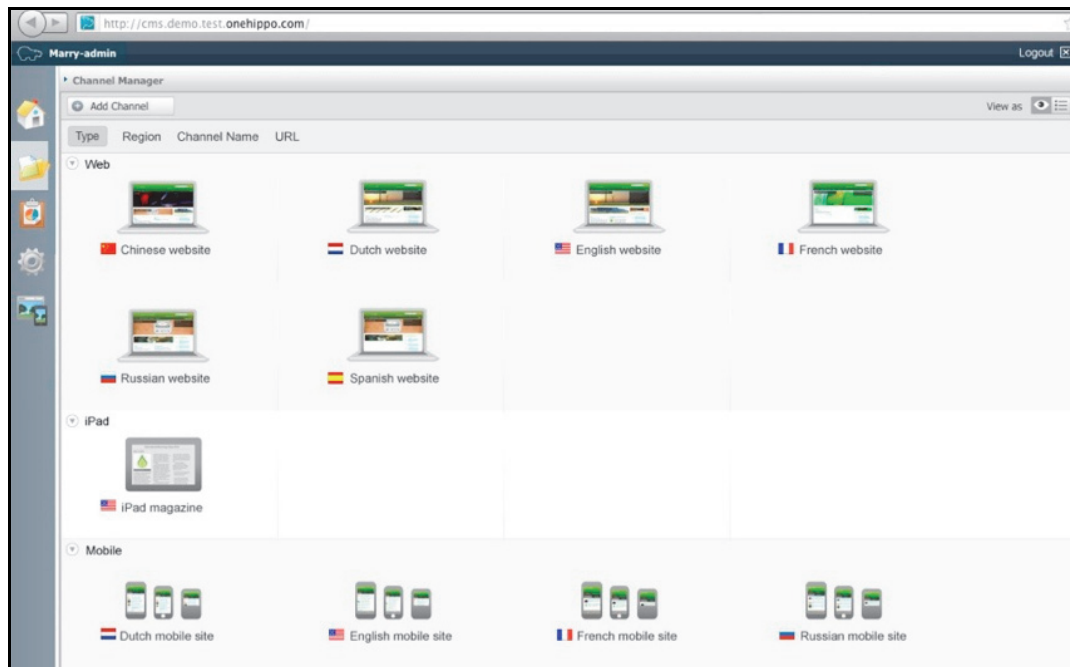 http://cms.demo.test.onehippo.com/
Marry-admin Logout
Channel Manager
Add Channel View as
Type Region Channel Name URL
Web
Chinese website Dutch website English website French website
Russian website Spanish website
iPad
iPad magazine
Mobile
Dutch mobile site English mobile site French mobile site Russian mobile site